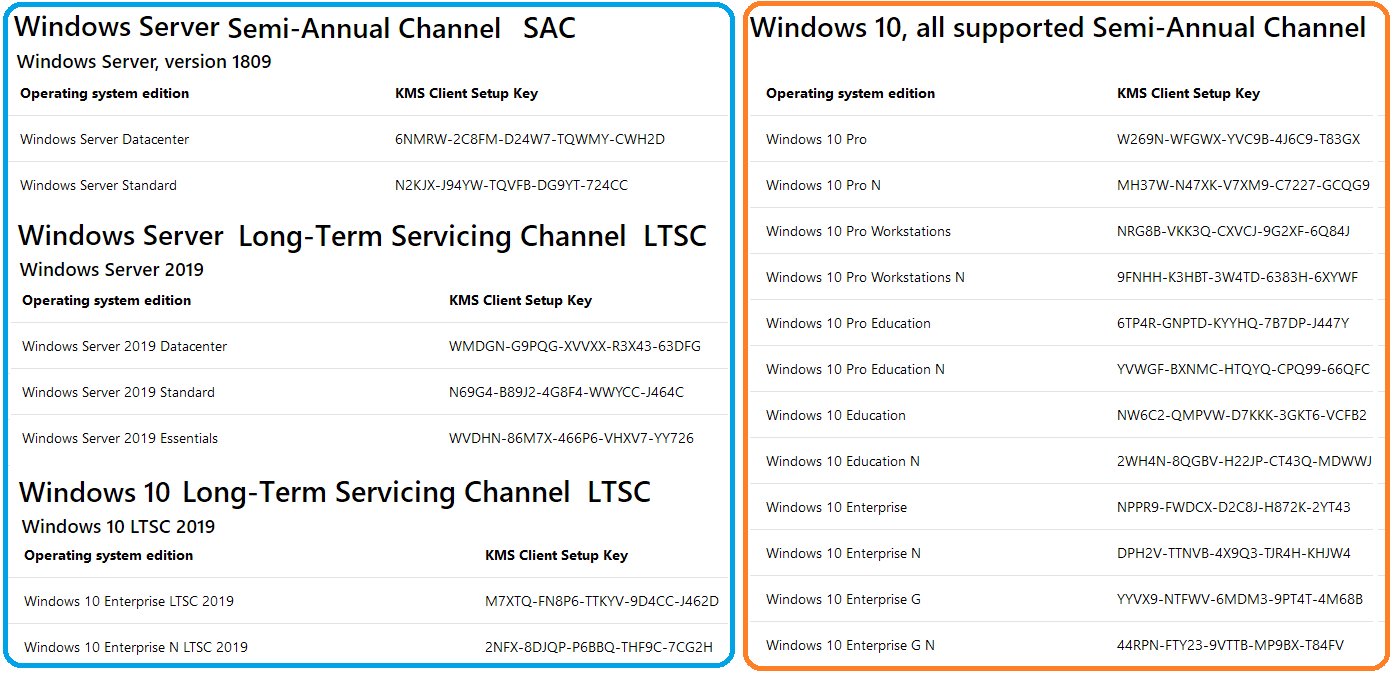 Windows Server Semi-Annual Channel SAC
Windows Server, version 1809
Operating system edition KMS Client Setup Key
Windows Server Datacenter 6NMRW-2C8FM-D24W7-TQWMY-CWH2D
Windows Server Standard N2KJX-J94YW-TQVFB-DG9YT-724CC
Windows Server Long-Term Servicing Channel LTSC
Windows Server 2019
Operating system edition KMS Client Setup Key
Windows Server 2019 Datacenter WMDGN-G9PQG-XVVXX-R3X43-63DFG
Windows Server 2019 Standard N69G4-B89J2-4G8F4-WWYCC-J464C
Windows Server 2019 Essentials WVDHN-86M7X-466P6-VHXV7-YY726
Windows 10 Long-Term Servicing Channel LTSC
Windows 10 LTSC 2019
Operating system edition KMS Client Setup Key
Windows 10 Enterprise LTSC 2019 M7XTQ-FN8P6-TTKYV-9D4CC-J462D
Windows 10 Enterprise N LTSC 2019 2NFX-8DJQP-P6BBQ-THF9C-7CG2H
Windows 10, all supported Semi-Annual Channel
Operating system edition KMS Client Setup Key
Windows 10 Pro W269N-WFGWX-YVC9B-4J6C9-T83GX
Windows 10 Pro N MH37W-N47XK-V7XM9-C7227-GCQG9
Windows 10 Pro Workstations NRG8B-VKK3Q-CXVCJ-9G2XF-6Q84J
Windows 10 Pro Workstations N 9FNHH-K3HBT-3W4TD-6383H-6XYWF
Windows 10 Pro Education 6TP4R-GNPTD-KYYHQ-7B7DP-J447Y
Windows 10 Pro Education N YVWGF-BXNMC-HTQYQ-CPQ99-66QFC
Windows 10 Education NW6C2-QMPVW-D7KKK-3GKT6-VCFB2
Windows 10 Education N 2WH4N-8QGBV-H22JP-CT43Q-MDWWJ
Windows 10 Enterprise NPPR9-FWDCX-D2C8J-H872K-2YT43
Windows 10 Enterprise N DPH2V-TTNVB-4X9Q3-TJR4H-KHJW4
Windows 10 Enterprise G YYVX9-NTFWV-6MDM3-9PT4T-4M68B
Windows 10 Enterprise G N 44RPN-FTY23-9VTTB-MP9BX-T84FV